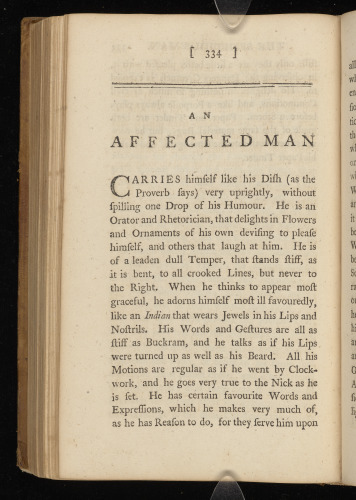 [ 334 ]
AN
AFFECTED MAN
CARRIES himſelf like his Diſh (as the
Proverb ſays) very uprightly, without
ſpilling one Drop of his Humour. He is an
Orator and Rhetorician, that delights in Flowers
and Ornaments of his own deviſing to pleaſe
himſelf, and others that laugh at him. He is
of a leaden dull Temper, that ſtands ſtiff, as
it is bent, to all crooked Lines, but never to
the Right. When he thinks to appear moſt
graceful, he adorns himſelf moſt ill favouredly,
like an Indian that wears Jewels in his Lips and
Noſtrils. His Words and Geſtures are all as
ſtiff as Buckram, and he talks as if his Lips
were turned up as well as his Beard. All his
Motions are regular as if he went by Clock-
work, and he goes very true to the Nick as he
is ſet. He has certain favourite Words and
Expreſſions, which he makes very much of,
as he has Reaſon to do, for they ſerve him upon